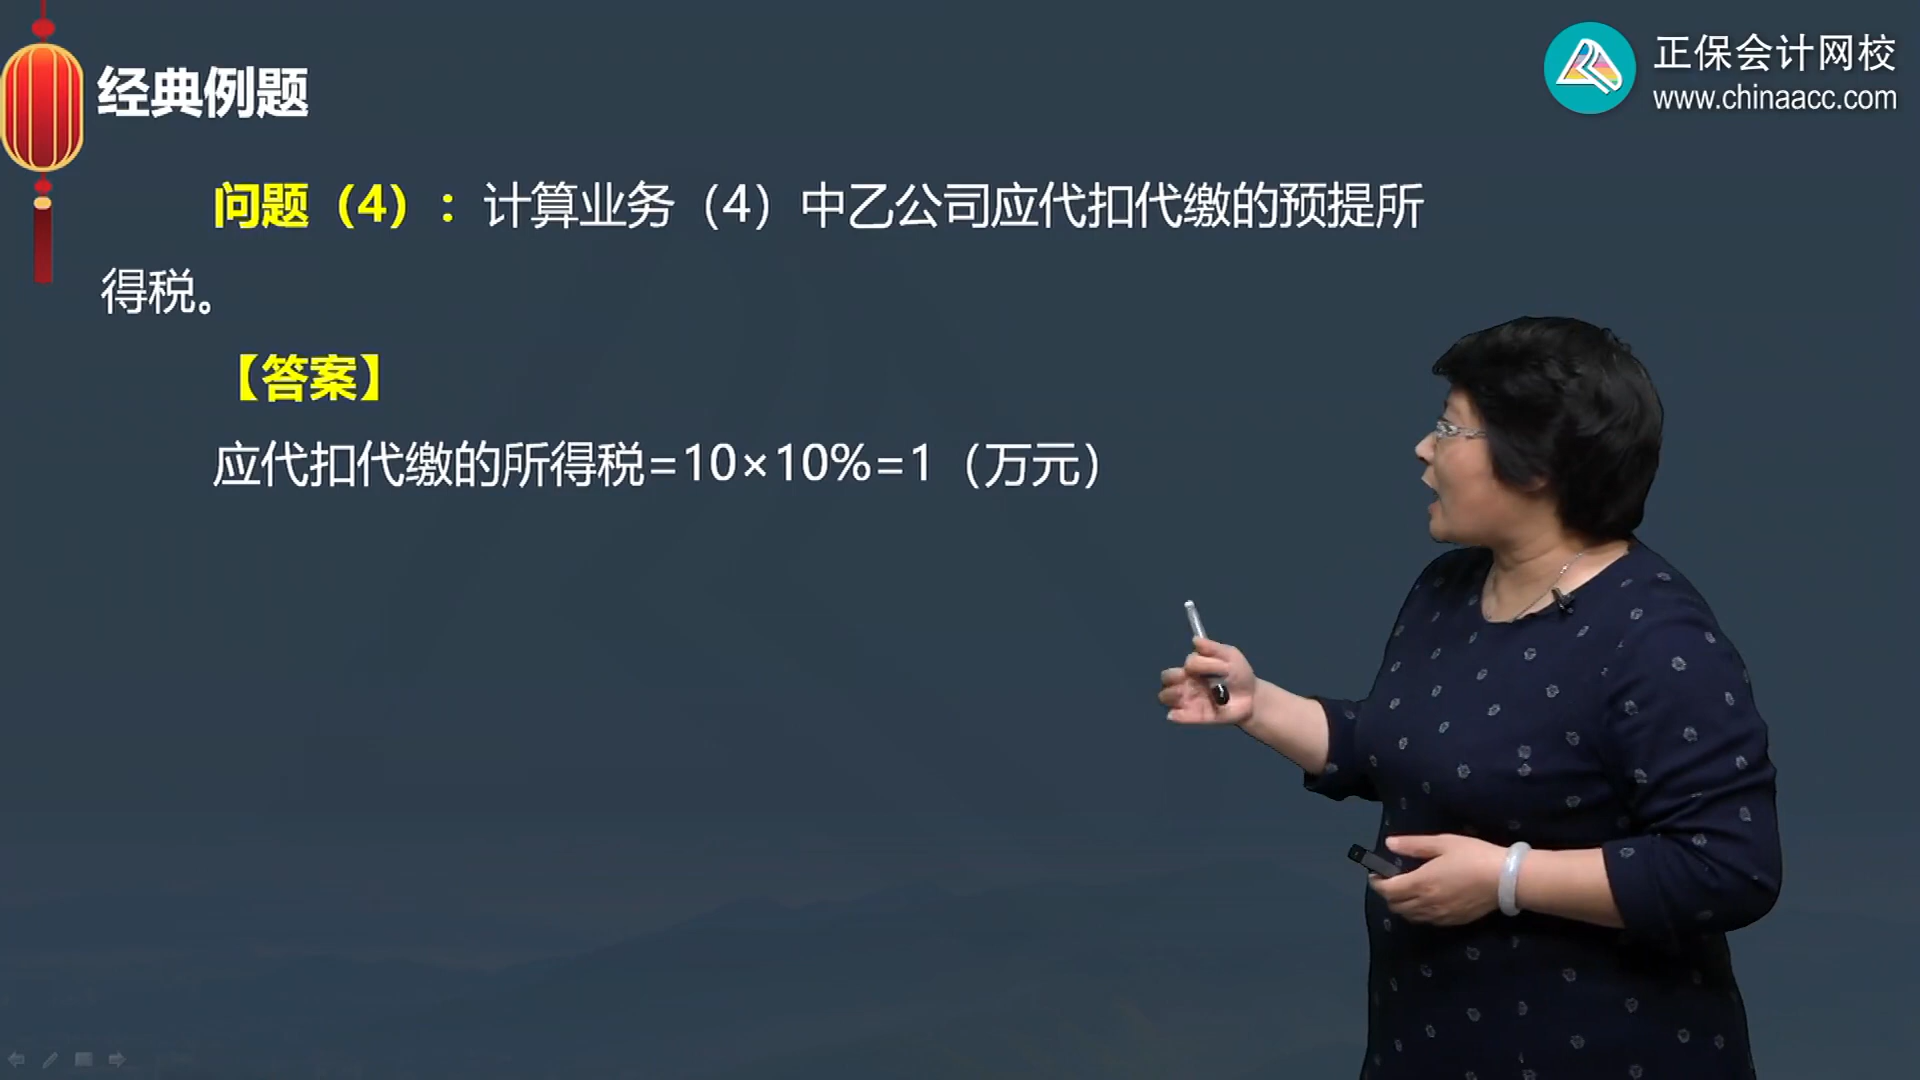 正保会计网校
www.chinaacc.com
经典例题
问题（4）：计算业务（4）中乙公司应代扣代缴的预提所
得税。
【答案】
应代扣代缴的所得税=10×10%=1（万元）